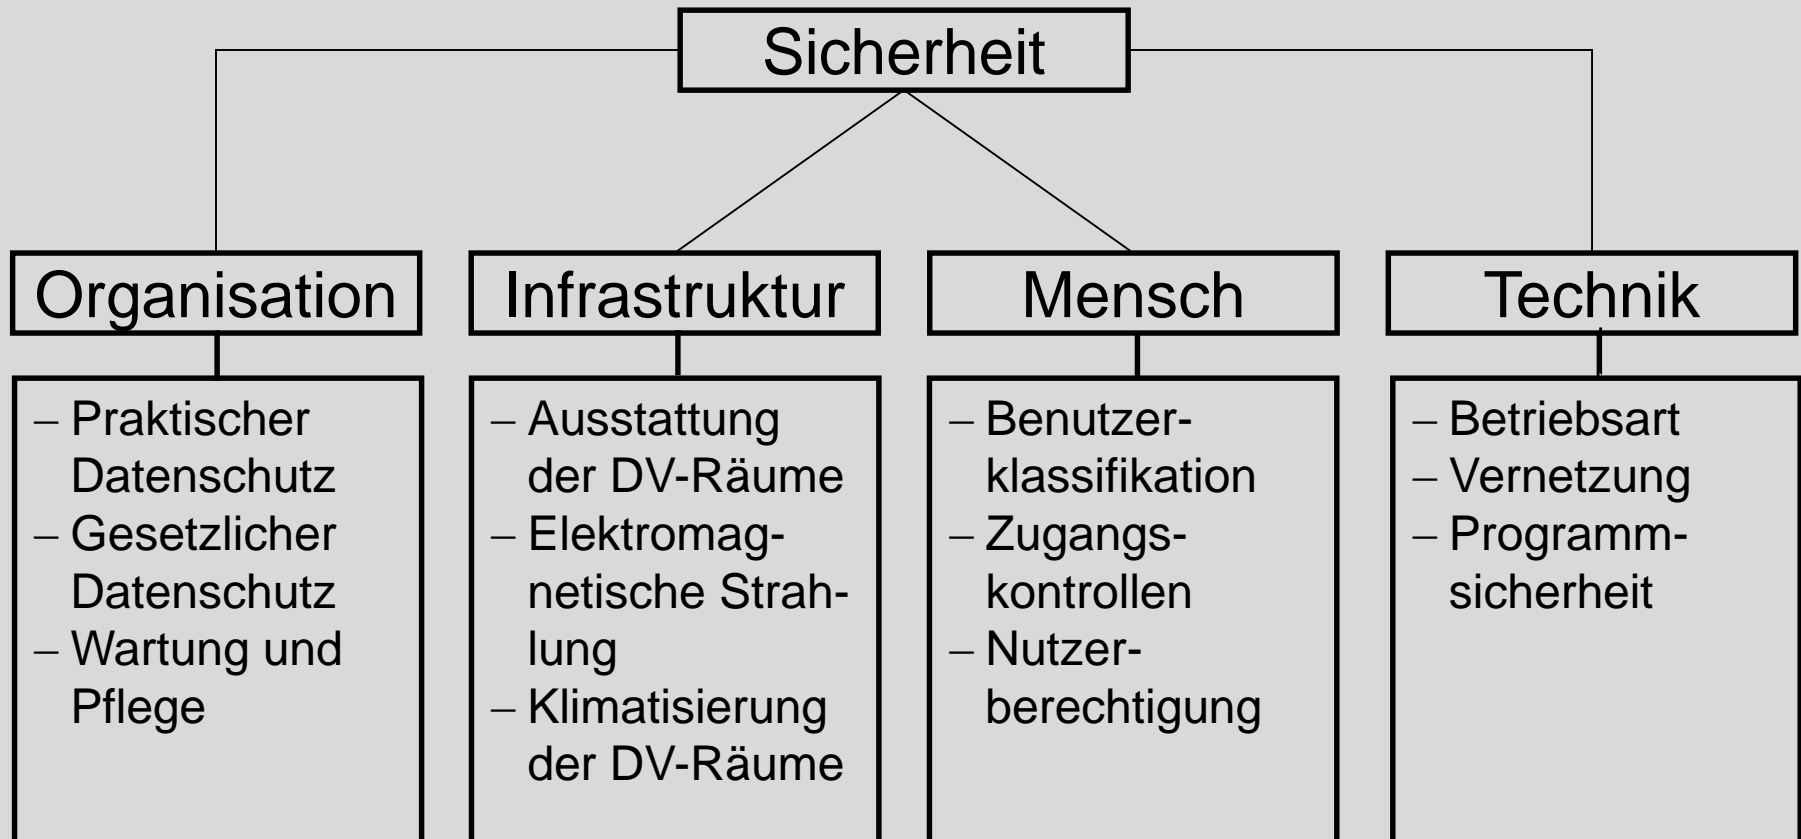 Sicherheit
Organisation
– Praktischer
Datenschutz
– Gesetzlicher
Datenschutz
– Wartung und
Pflege
Infrastruktur
– Ausstattung
der DV-Räume
– Elektromag-
netische Strah-
lung
– Klimatisierung
der DV-Räume
Mensch
– Benutzer-
klassifikation
– Zugangs-
kontrollen
– Nutzer-
berechtigung
Technik
– Betriebsart
– Vernetzung
– Programm-
sicherheit